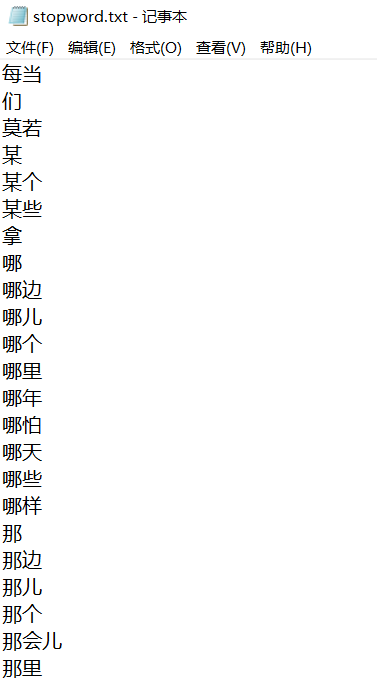 stopword.txt - 记事本
文件(F) 编辑(E) 格式(O) 查看(V) 帮助(H)
每当
们
莫若
某
某个
某些
拿
哪
哪边
哪儿
哪个
哪里
哪年
哪怕
哪天
哪些
哪样
那
那边
那儿
那个
那会儿
那里